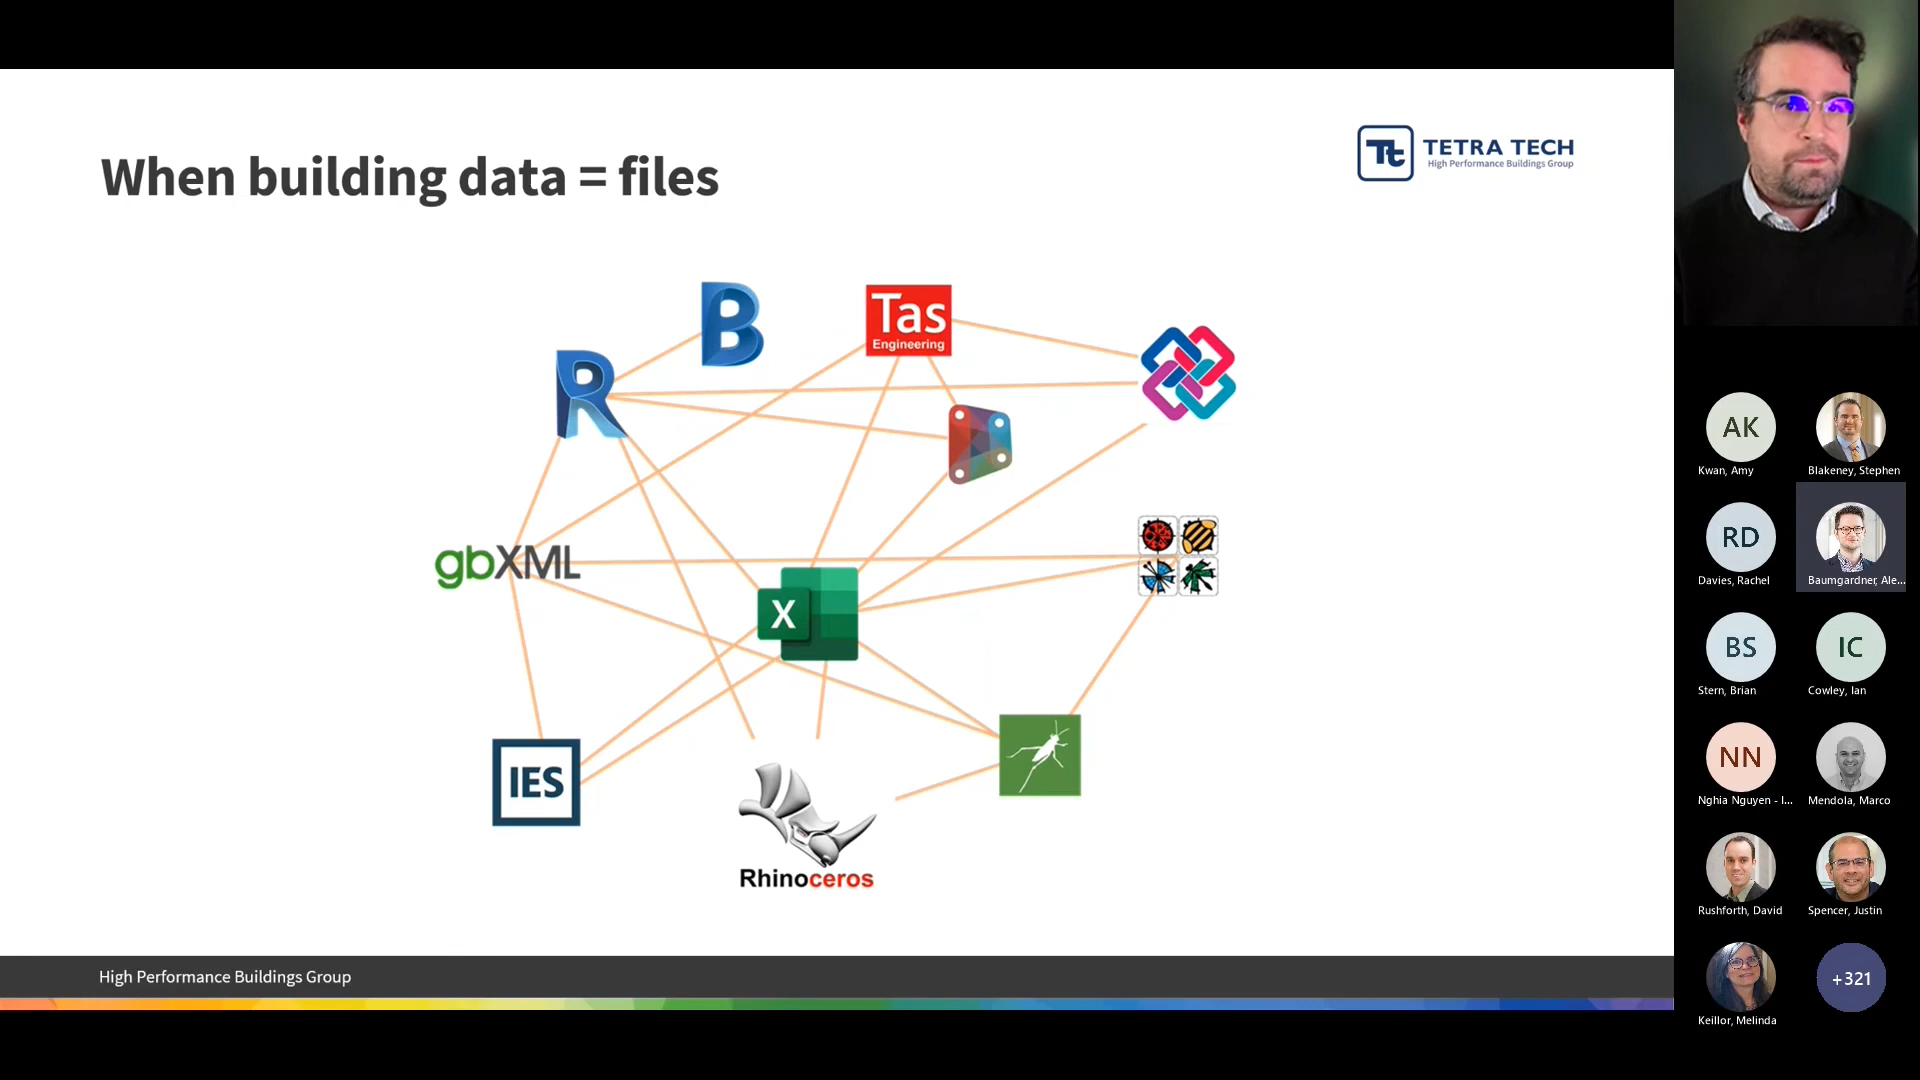 When building data = files
Tt TETRA TECH
High Performance Buildings Group
B
Tas
Engineering
R
gbXML
X
IES
Rhinoceros
High Performance Buildings Group
AK
Kwan, Amy
Blakeney, Stephen
RD
Davies, Rachel
Baumgardner, Ale...
BS
Stern, Brian
IC
Cowley, Ian
NN
Nghia Nguyen - I...
Mendola, Marco
Rushforth, David
Spencer, Justin
Keillor, Melinda
+321